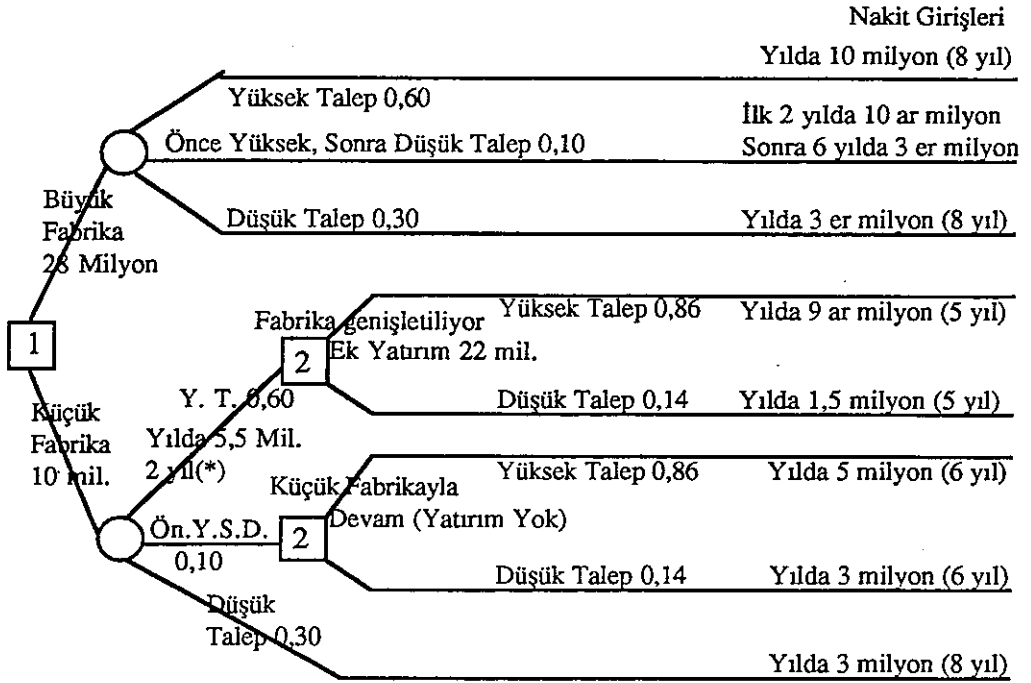 Nakit Girişleri
Yılda 10 milyon (8 yıl)
Yüksek Talep 0,60
İlk 2 yılda 10 ar milyon
Önce Yüksek, Sonra Düşük Talep 0,10
Sonra 6 yılda 3 er milyon
Büyük
Fabrika
28 Milyon
Düşük Talep 0,30
Yılda 3 er milyon (8 yıl)
1
Fabrika genişletiliyor
Ek Yatırım 22 mil.
2
Yüksek Talep 0,86
Yılda 9 ar milyon (5 yıl)
Düşük Talep 0,14
Yılda 1,5 milyon (5 yıl)
Küçük
Fabrika
10 mil.
Y. T. 0,60
Yılda 5,5 Mil.
2 yıl(*)
Küçük Fabrikayla
Devam (Yatırım Yok)
2
Yüksek Talep 0,86
Yılda 5 milyon (6 yıl)
Ön.Y.S.D.
0,10
Düşük Talep 0,14
Yılda 3 milyon (6 yıl)
Düşük
Talep 0,30
Yılda 3 milyon (8 yıl)